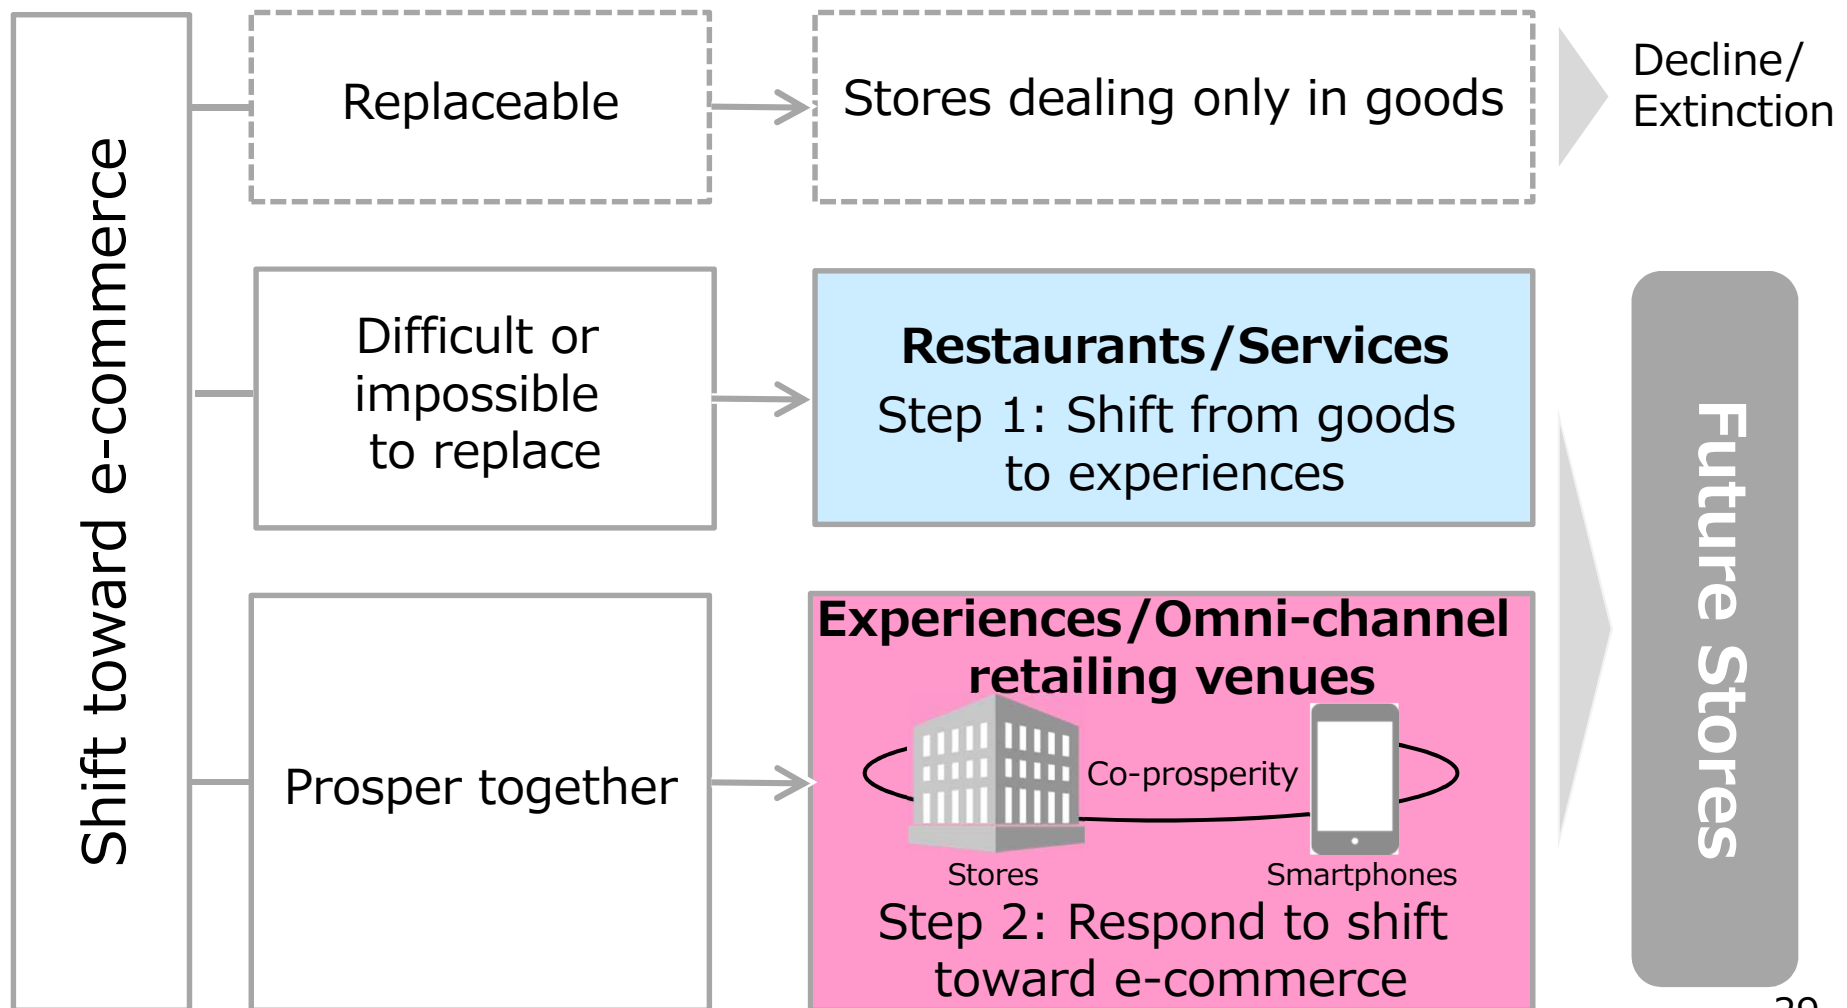 Shift toward e-commerce
Replaceable
Stores dealing only in goods
Decline/
Extinction
Difficult or
impossible
to replace
Restaurants/Services
Step 1: Shift from goods
to experiences
Prosper together
Experiences/Omni-channel
retailing venues
Co-prosperity
Stores
Smartphones
Step 2: Respond to shift
toward e-commerce
Future Stores